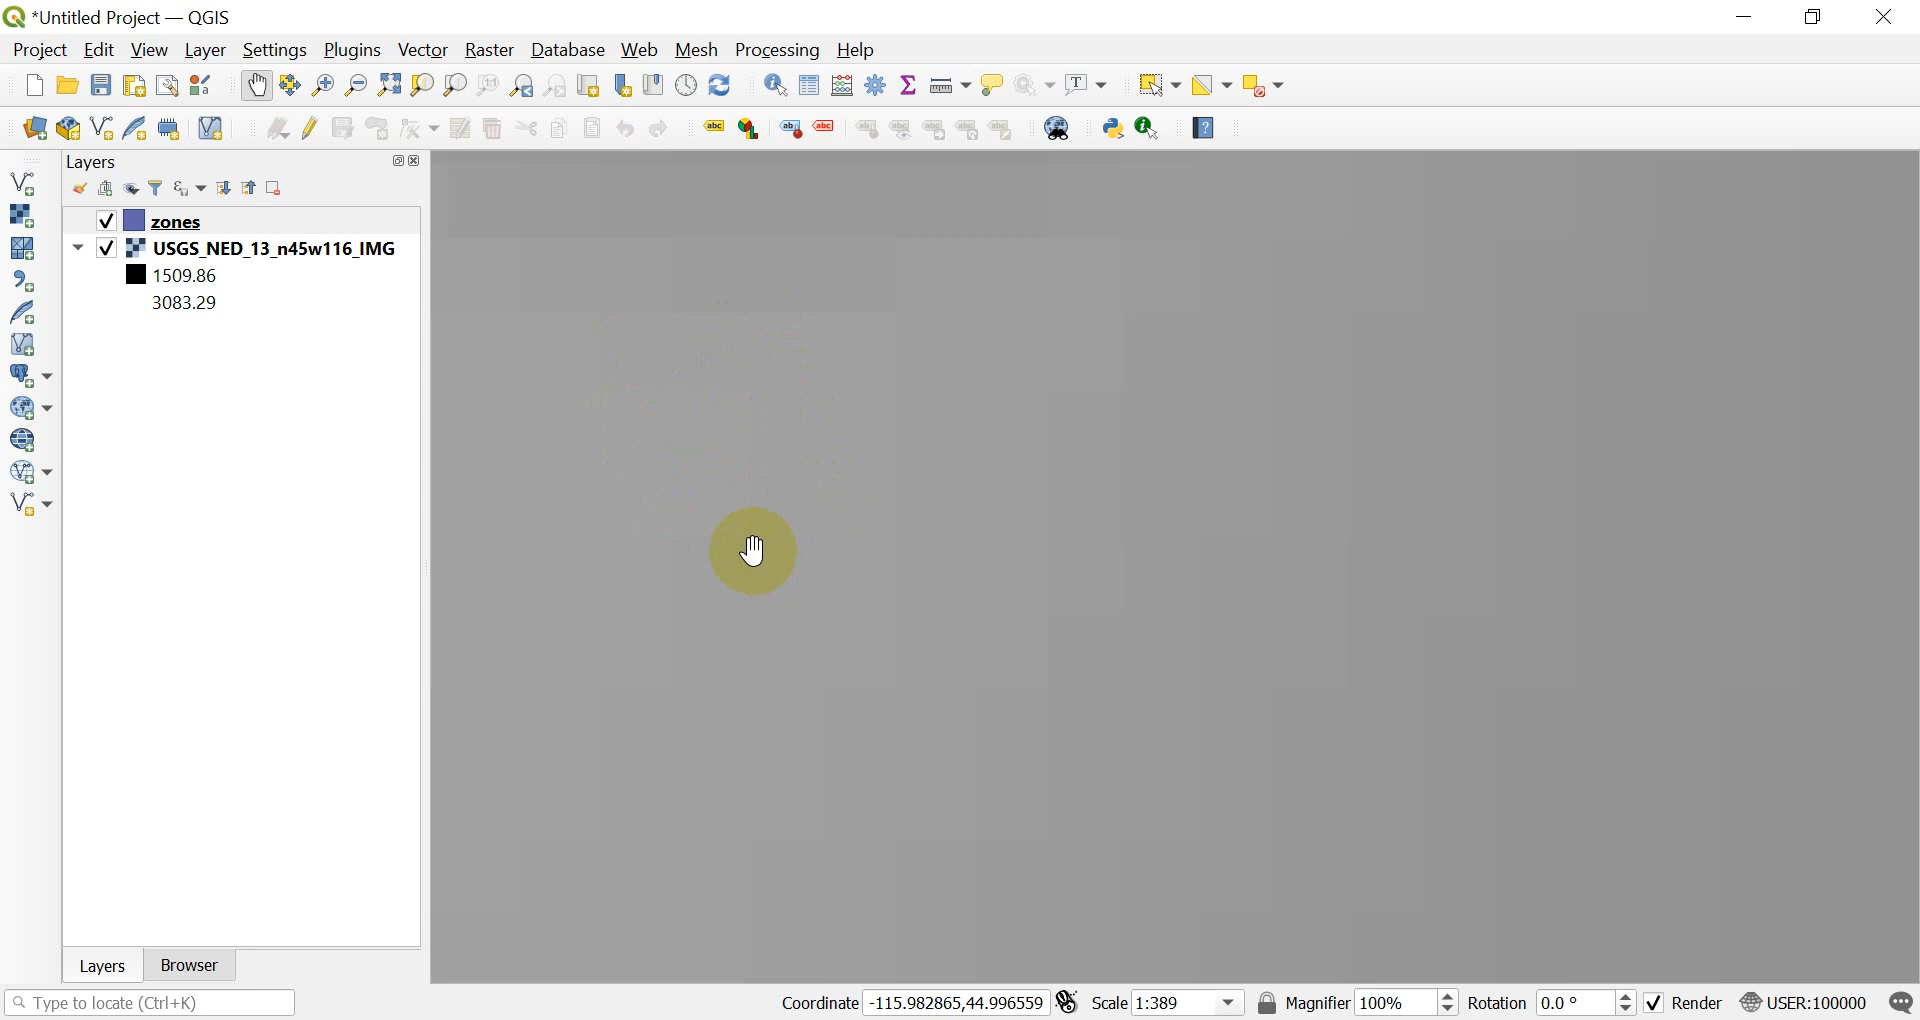 *Untitled Project — QGIS
Project Edit View Layer Settings Plugins Vector Raster Database Web Mesh Processing Help
Layers
zones
USGS_NED_13_n45w116_IMG
1509.86
3083.29
Layers Browser
Type to locate (Ctrl+K) Coordinate -115.982865,44.996559 Scale 1:389 Magnifier 100% Rotation 0.0 ° Render USER:100000